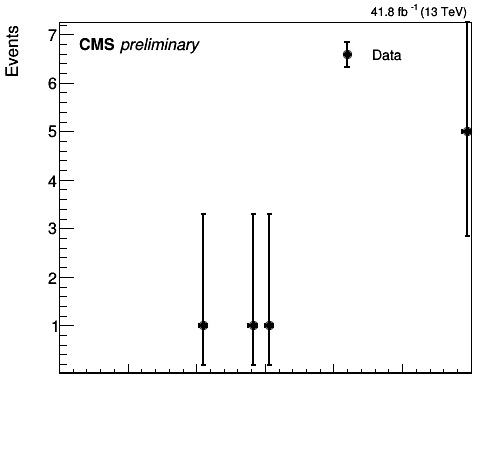 41.8 fb⁻¹ (13 TeV)
CMS preliminary
Data
Events
7
6
5
4
3
2
1